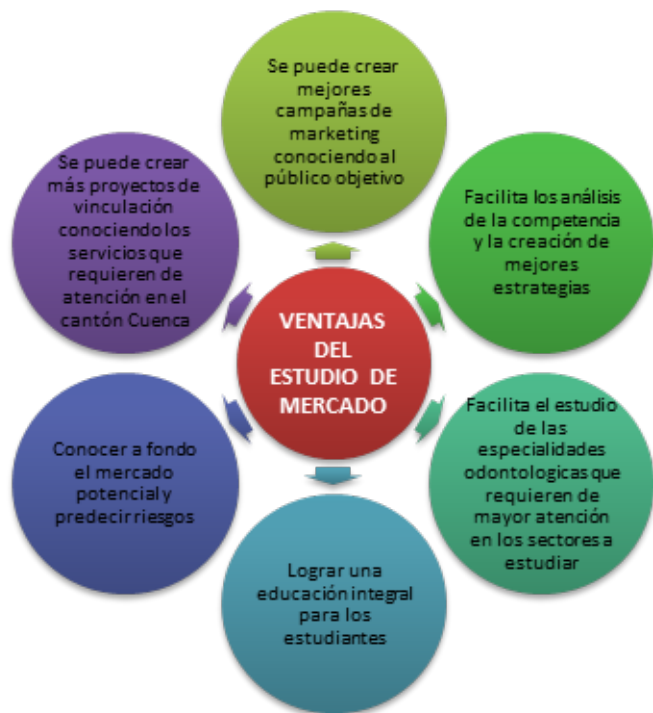 Se puede crear
mejores
campañas de
marketing
conociendo al
público objetivo
Facilita los análisis
de la competencia
y la creación de
mejores
estrategias
Facilita el estudio
de las
especialidades
odontologicas que
requieren de
mayor atención
en los sectores a
estudiar
Lograr una
educación integral
para los
estudiantes
Conocer a fondo
el mercado
potencial y
predecir riesgos
Se puede crear
más proyectos de
vinculación
conociendo los
servicios que
requieren de
atención en el
cantón Cuenca
VENTAJAS
DEL
ESTUDIO DE
MERCADO